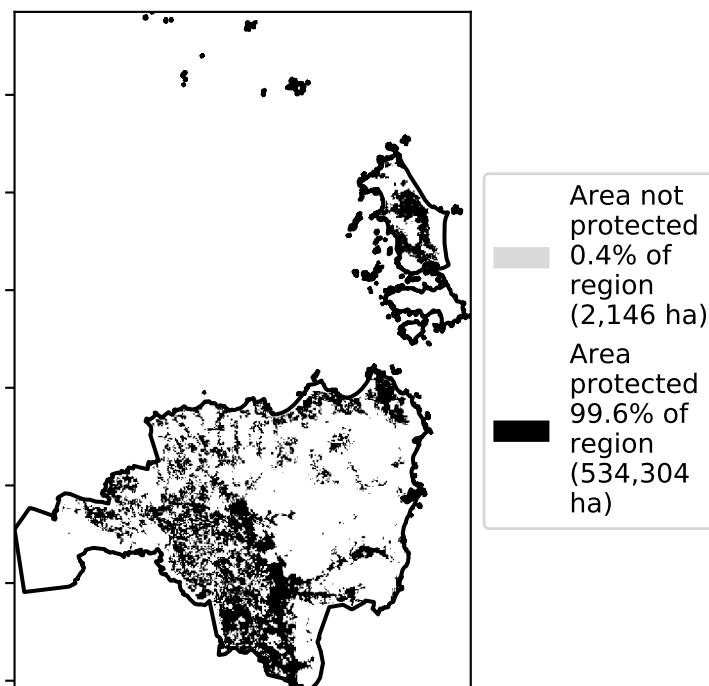 Area not
protected
0.4% of
region
(2,146 ha)
Area
protected
99.6% of
region
(534,304
ha)